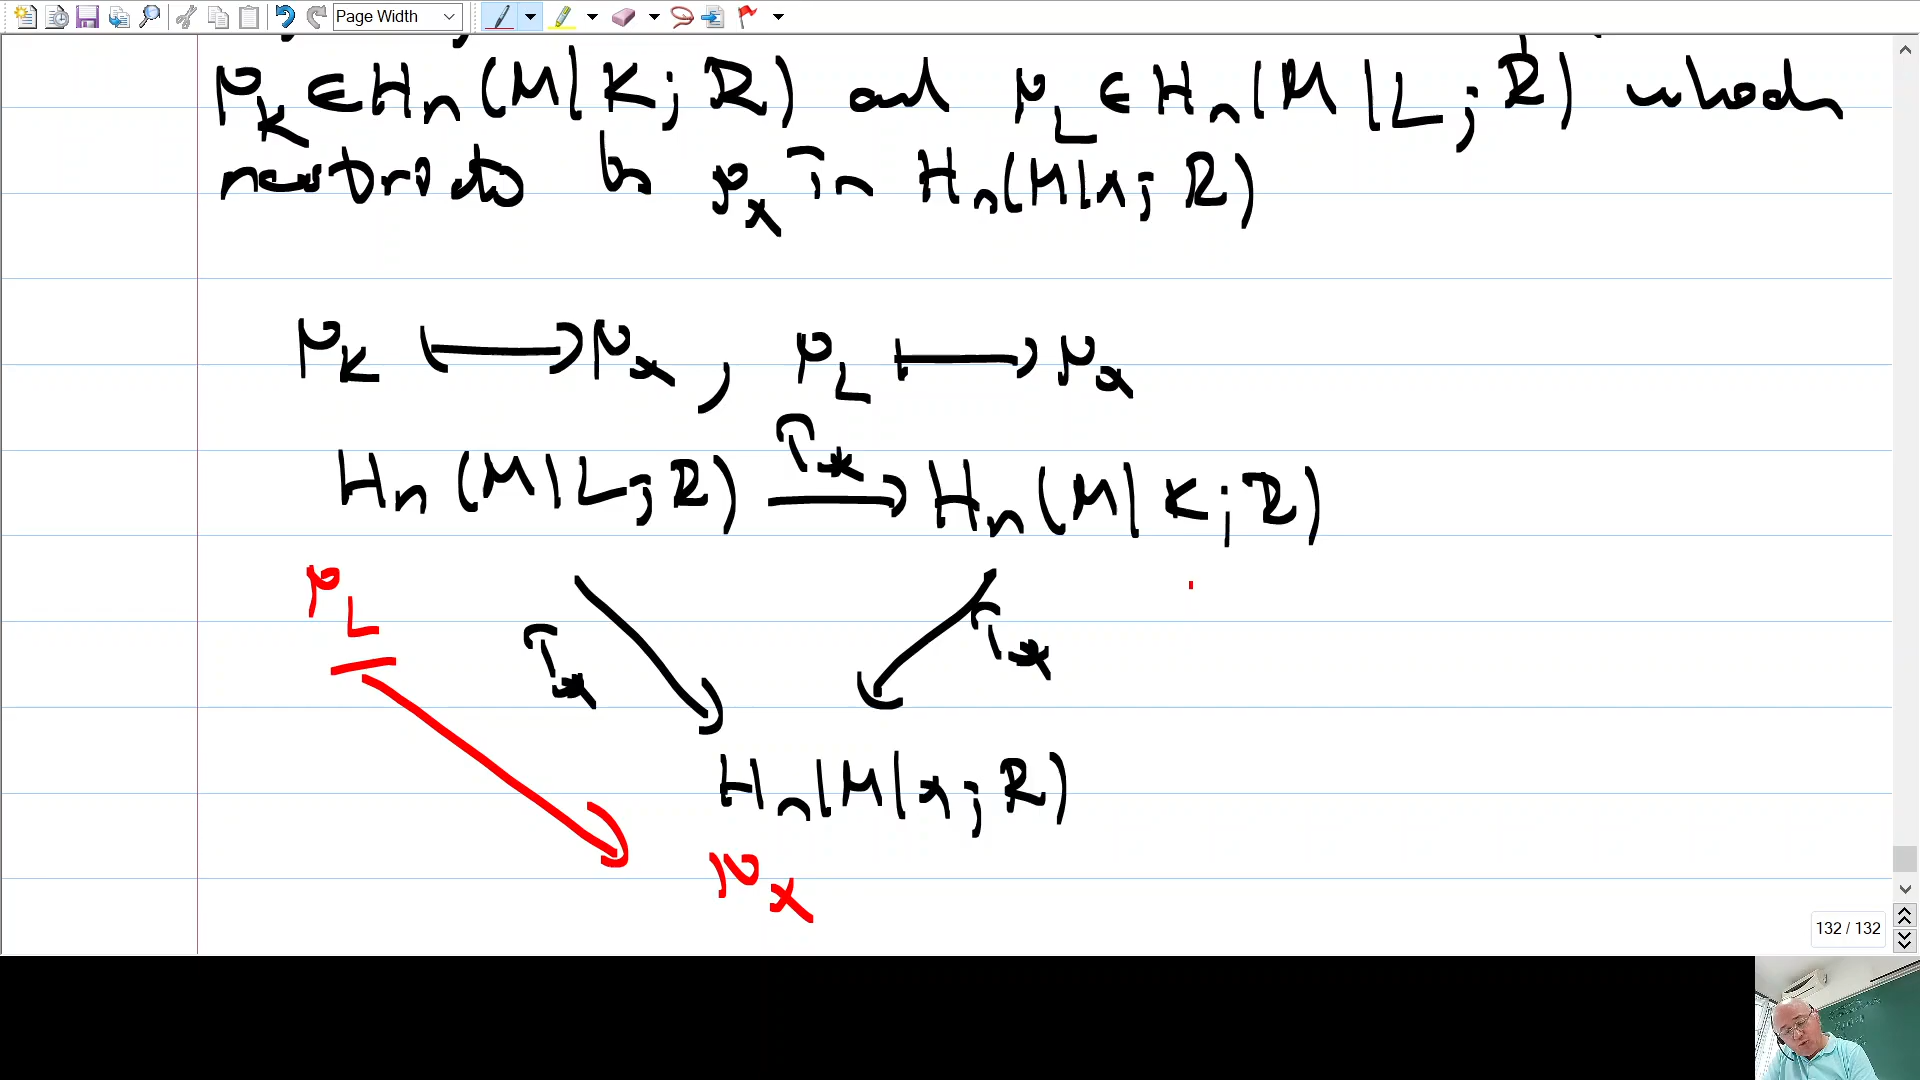 Page Width
μ_K ∈ H_n(M|K; R) and μ_L ∈ H_n(M|L; R) which
restricts to μ_x in H_n(M|x; R)
μ_K ⟼ μ_x, μ_L ⟼ μ_x
H_n(M|L; R) —i_*→ H_n(M|K; R)
μ_L
i_* i_*
H_n(M|x; R)
μ_x
132 / 132